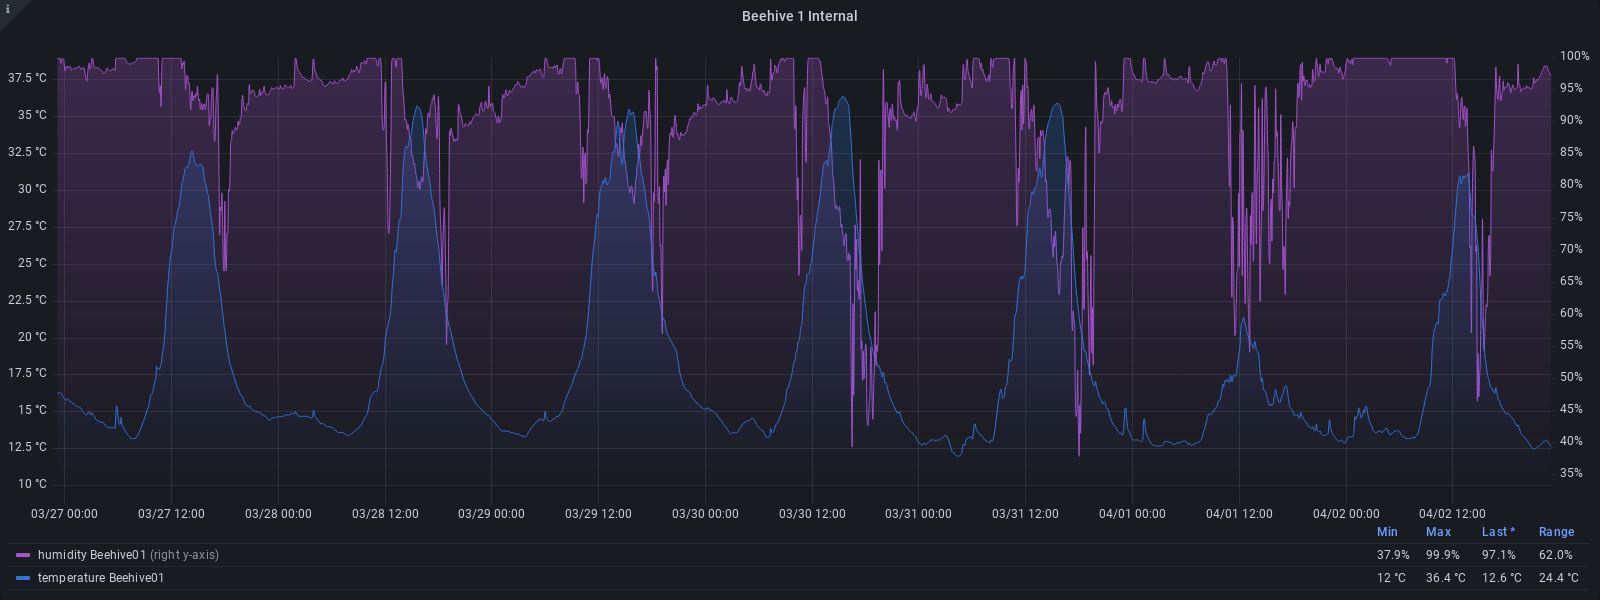 i
Beehive 1 Internal
37.5 °C
35 °C
32.5 °C
30 °C
27.5 °C
25 °C
22.5 °C
20 °C
17.5 °C
15 °C
12.5 °C
10 °C
100%
95%
90%
85%
80%
75%
70%
65%
60%
55%
50%
45%
40%
35%
03/27 00:00 03/27 12:00 03/28 00:00 03/28 12:00 03/29 00:00 03/29 12:00 03/30 00:00 03/30 12:00 03/31 00:00 03/31 12:00 04/01 00:00 04/01 12:00 04/02 00:00 04/02 12:00
Min Max Last * Range
humidity Beehive01 (right y-axis) 37.9% 99.9% 97.1% 62.0%
temperature Beehive01 12 °C 36.4 °C 12.6 °C 24.4 °C